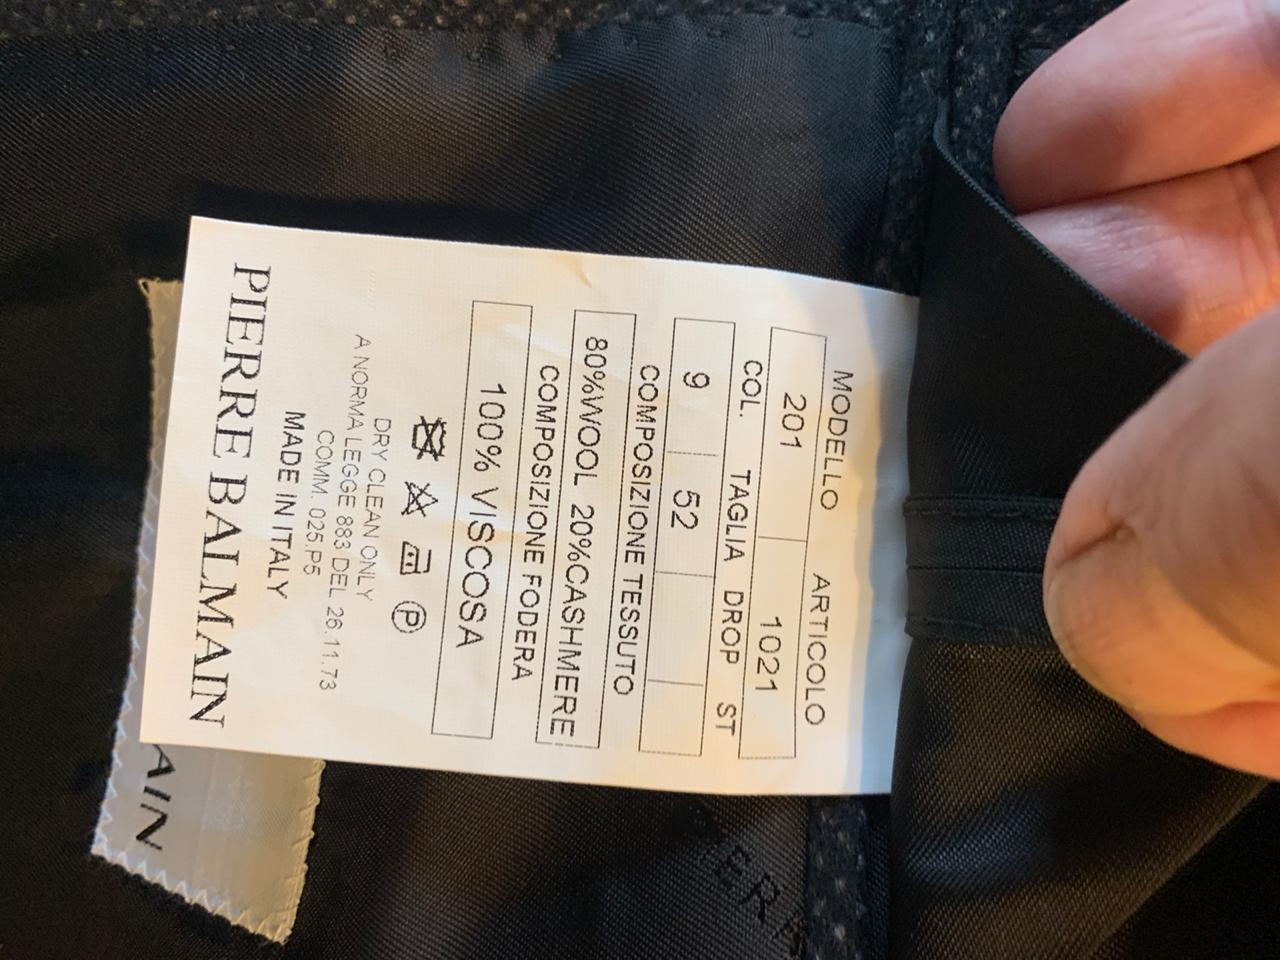 MODELLO ARTICOLO
201 1021
COL. TAGLIA DROP ST
9 52
COMPOSIZIONE TESSUTO
80%WOOL 20%CASHMERE
COMPOSIZIONE FODERA
100% VISCOSA
P
DRY CLEAN ONLY
A NORMA LEGGE 883 DEL 26.11.73
COMM. 025.P5
MADE IN ITALY
PIERRE BALMAIN
AIN
ERR